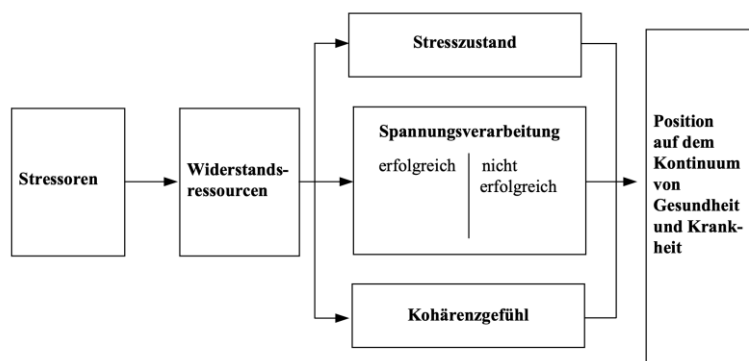 Stressoren
Widerstands-
ressourcen
Stresszustand
Spannungsverarbeitung
erfolgreich
nicht
erfolgreich
Kohärenzgefühl
Position
auf dem
Kontinuum
von
Gesundheit
und Krank-
heit